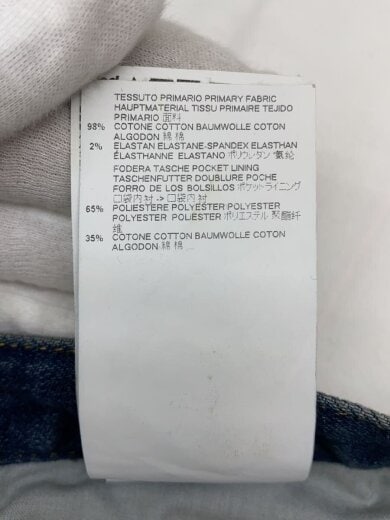 TESSUTO PRIMARIO PRIMARY FABRIC
HAUPTMATERIAL TISSU PRIMAIRE TEJIDO
PRIMARIO 面料
98% COTONE COTTON BAUMWOLLE COTON
ALGODON 綿 棉
2% ELASTAN ELASTANE-SPANDEX ELASTHAN
ÉLASTHANNE ELASTANO ポリウレタン 氨纶
FODERA TASCHE POCKET LINING
TASCHENFUTTER DOUBLURE POCHE
FORRO DE LOS BOLSILLOS ポケットライニング
口袋内衬 -> 口袋内衬
65% POLIESTERE POLYESTER POLYESTER
POLYESTER POLIÉSTER ポリエステル 聚酯纤
维
35% COTONE COTTON BAUMWOLLE COTON
ALGODON 綿 棉